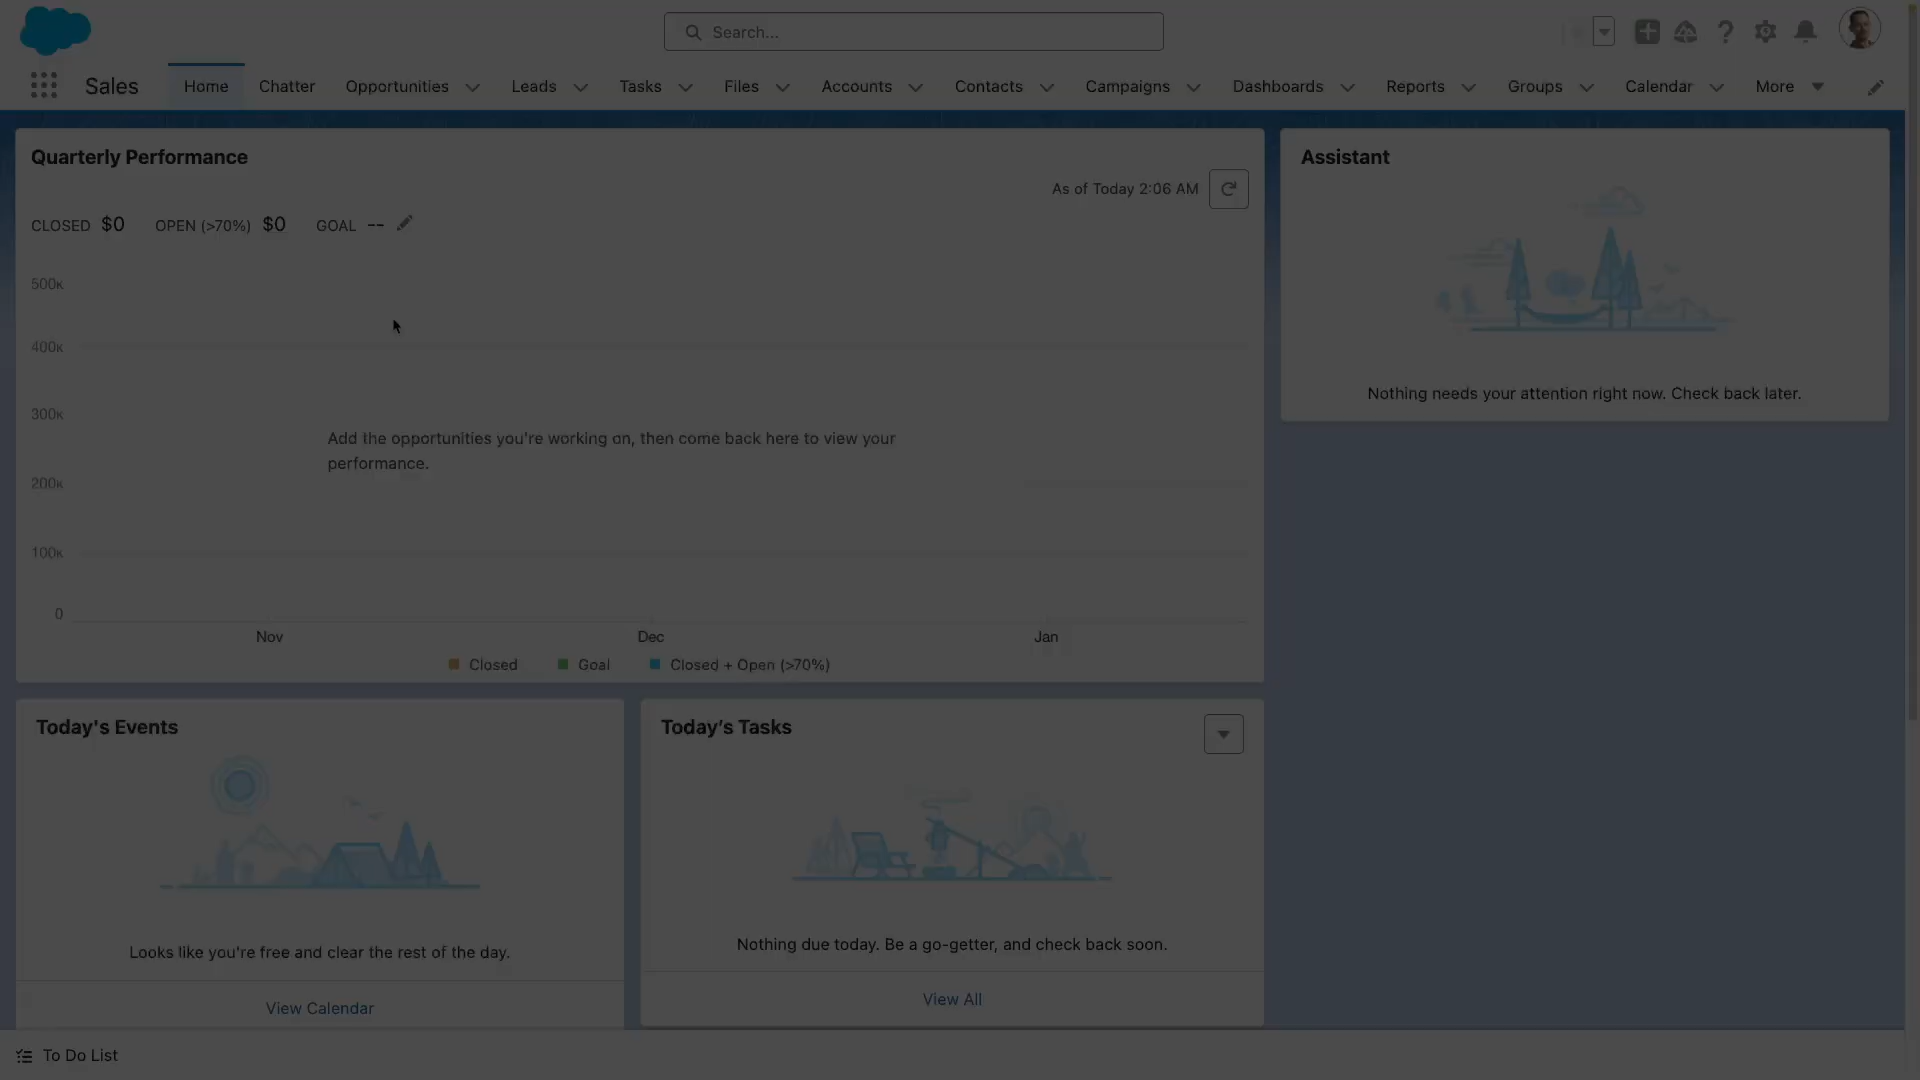 Search...
Sales
Home
Chatter
Opportunities
Leads
Tasks
Files
Accounts
Contacts
Campaigns
Dashboards
Reports
Groups
Calendar
More
Quarterly Performance
As of Today 2:06 AM
CLOSED $0 OPEN (>70%) $0 GOAL --
500K
400K
300K
200K
100K
0
Add the opportunities you're working on, then come back here to view your
performance.
Nov Dec Jan
Closed Goal Closed + Open (>70%)
Assistant
Nothing needs your attention right now. Check back later.
Today's Events
Looks like you're free and clear the rest of the day.
View Calendar
Today's Tasks
Nothing due today. Be a go-getter, and check back soon.
View All
To Do List